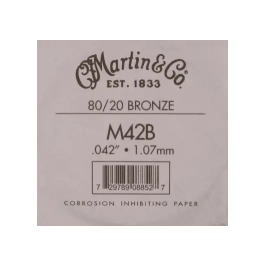 Martin & Co.
EST. 1833
80/20 BRONZE
M42B
.042" • 1.07mm
7 29789 08852 7
CORROSION INHIBITING PAPER